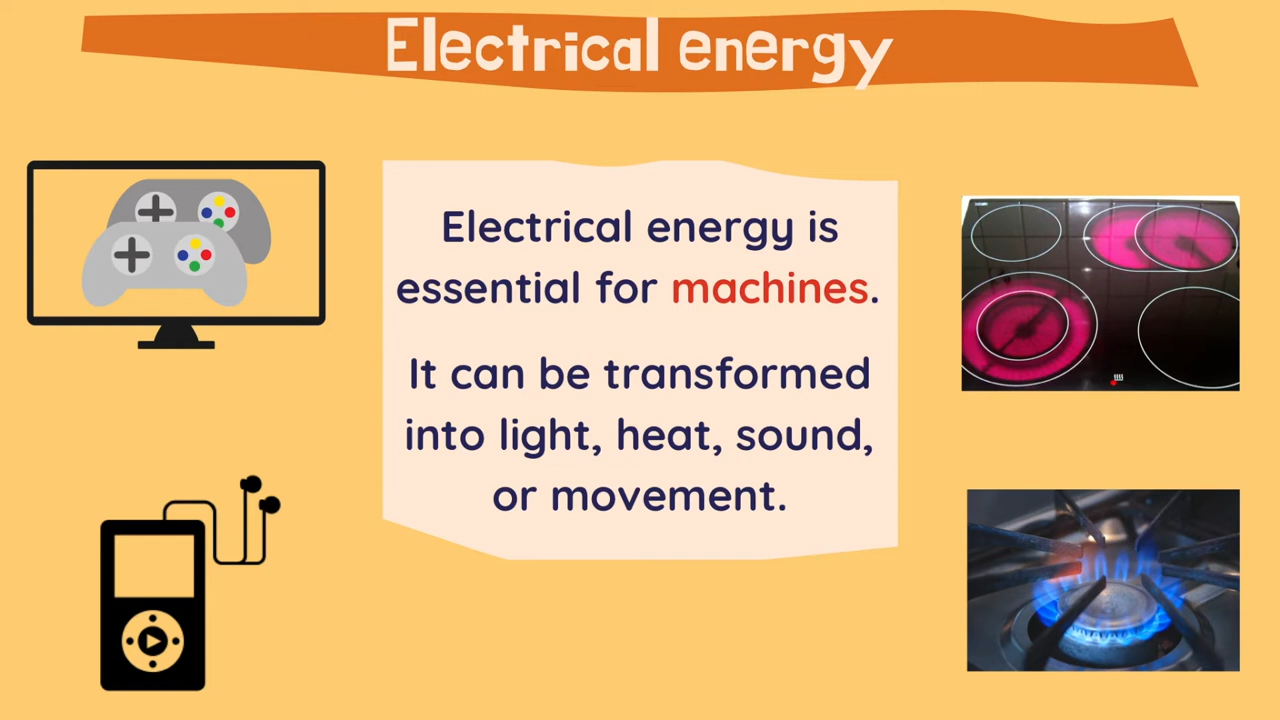 Electrical energy
Electrical energy is
essential for machines.
It can be transformed
into light, heat, sound,
or movement.